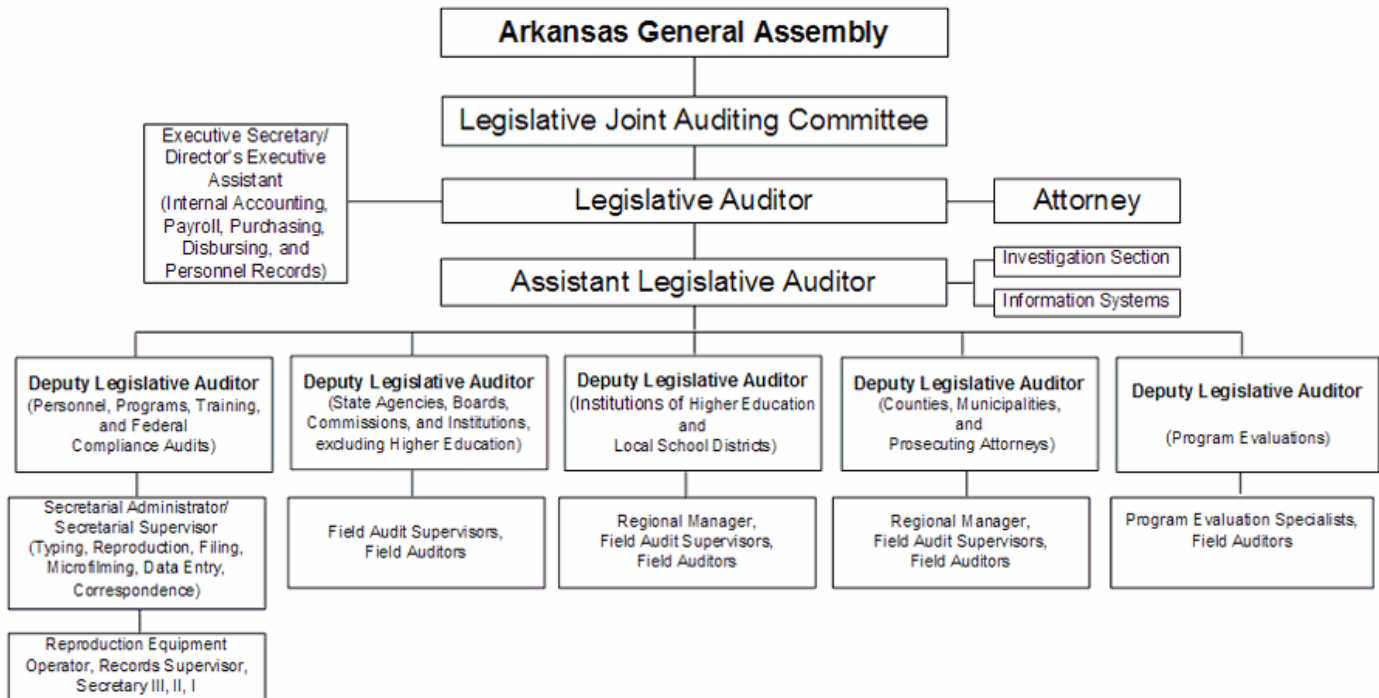 Arkansas General Assembly
Legislative Joint Auditing Committee
Executive Secretary/
Director's Executive
Assistant
(Internal Accounting,
Payroll, Purchasing,
Disbursing, and
Personnel Records)
Legislative Auditor
Attorney
Assistant Legislative Auditor
Investigation Section
Information Systems
Deputy Legislative Auditor
(Personnel, Programs, Training,
and Federal
Compliance Audits)
Deputy Legislative Auditor
(State Agencies, Boards,
Commissions, and Institutions,
excluding Higher Education)
Deputy Legislative Auditor
(Institutions of Higher Education
and
Local School Districts)
Deputy Legislative Auditor
(Counties, Municipalities,
and
Prosecuting Attorneys)
Deputy Legislative Auditor
(Program Evaluations)
Secretarial Administrator/
Secretarial Supervisor
(Typing, Reproduction, Filing,
Microfilming, Data Entry,
Correspondence)
Field Audit Supervisors,
Field Auditors
Regional Manager,
Field Audit Supervisors,
Field Auditors
Regional Manager,
Field Audit Supervisors,
Field Auditors
Program Evaluation Specialists,
Field Auditors
Reproduction Equipment
Operator, Records Supervisor,
Secretary III, II, I